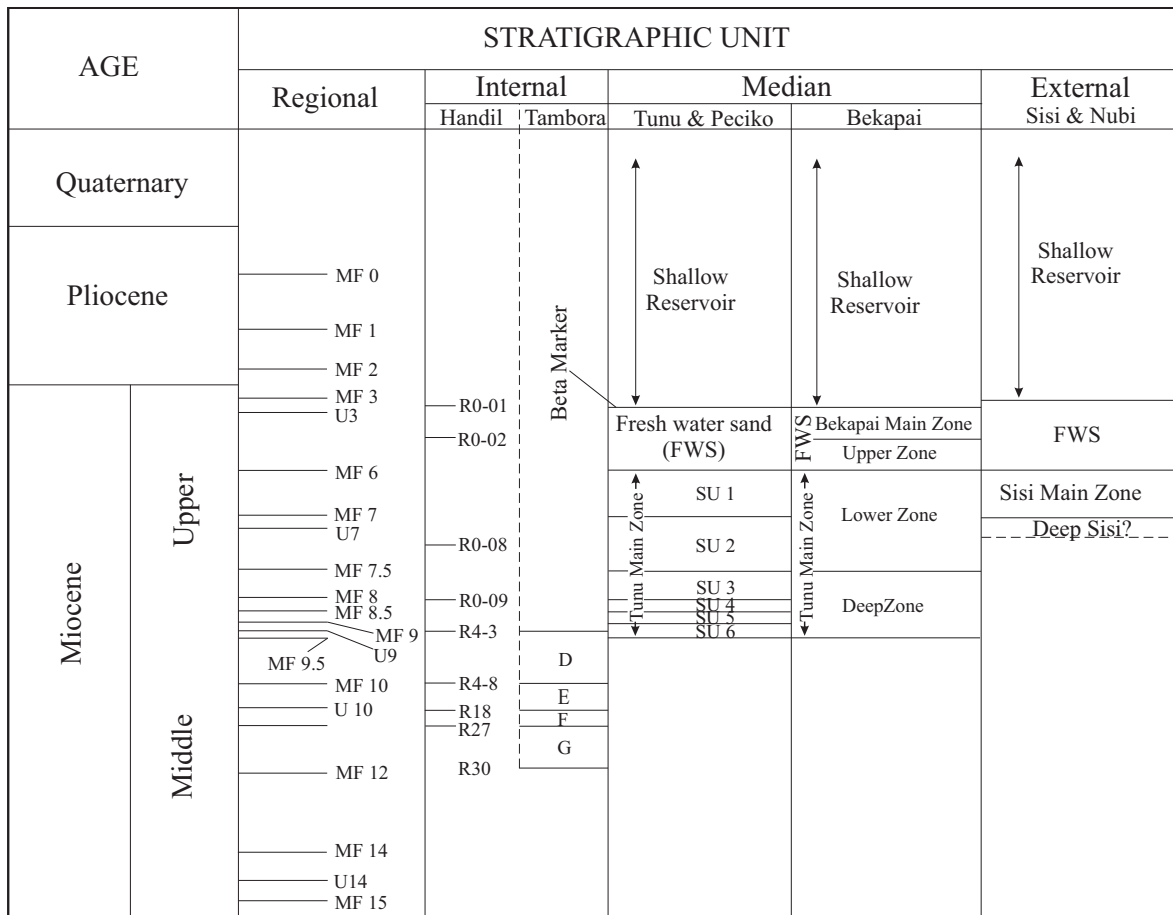 AGE
STRATIGRAPHIC UNIT
Regional
Internal
Median
External
Handil
Tambora
Tunu & Peciko
Bekapai
Sisi & Nubi
Quaternary
Pliocene
Miocene
Upper
Middle
MF 0
MF 1
MF 2
MF 3
U3
MF 6
MF 7
U7
MF 7.5
MF 8
MF 8.5
MF 9
U9
MF 9.5
MF 10
U 10
MF 12
MF 14
U14
MF 15
R0-01
R0-02
R0-08
R0-09
R4-3
R4-8
R18
R27
R30
Beta Marker
D
E
F
G
Shallow
Reservoir
Fresh water sand
(FWS)
Tunu Main Zone
SU 1
SU 2
SU 3
SU 4
SU 5
SU 6
Shallow
Reservoir
FWS
Bekapai Main Zone
Upper Zone
Tunu Main Zone
Lower Zone
DeepZone
Shallow
Reservoir
FWS
Sisi Main Zone
Deep Sisi?